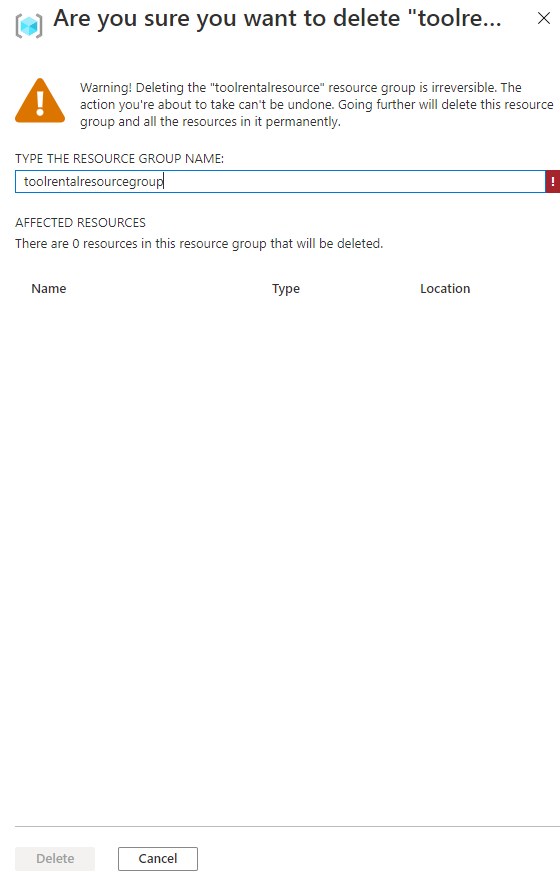 Are you sure you want to delete "toolre...
Warning! Deleting the "toolrentalresource" resource group is irreversible. The
action you're about to take can't be undone. Going further will delete this resource
group and all the resources in it permanently.
TYPE THE RESOURCE GROUP NAME:
toolrentalresourcegroup
AFFECTED RESOURCES
There are 0 resources in this resource group that will be deleted.
Name Type Location
Delete Cancel